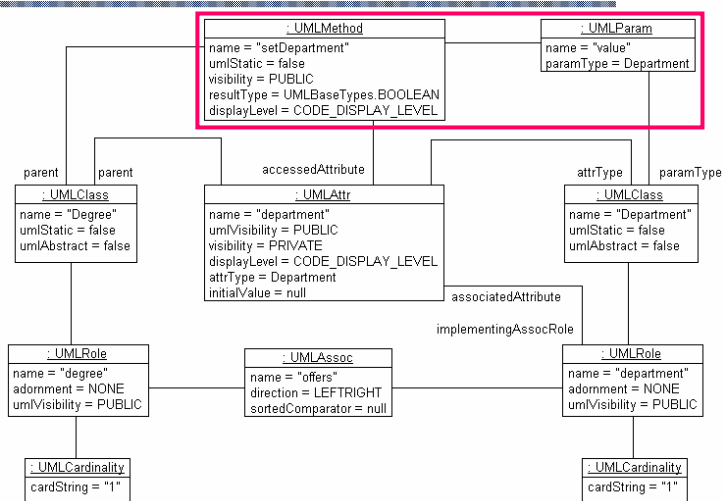 : UMLMethod
name = "setDepartment"
umlStatic = false
visibility = PUBLIC
resultType = UMLBaseTypes.BOOLEAN
displayLevel = CODE_DISPLAY_LEVEL
: UMLParam
name = "value"
paramType = Department
parent
parent
accessedAttribute
attrType
paramType
: UMLClass
name = "Degree"
umlStatic = false
umlAbstract = false
: UMLAttr
name = "department"
umlVisibility = PUBLIC
visibility = PRIVATE
displayLevel = CODE_DISPLAY_LEVEL
attrType = Department
initialValue = null
: UMLClass
name = "Department"
umlStatic = false
umlAbstract = false
associatedAttribute
implementingAssocRole
: UMLRole
name = "degree"
adornment = NONE
umlVisibility = PUBLIC
: UMLAssoc
name = "offers"
direction = LEFTRIGHT
sortedComparator = null
: UMLRole
name = "department"
adornment = NONE
umlVisibility = PUBLIC
: UMLCardinality
cardString = "1"
: UMLCardinality
cardString = "1"